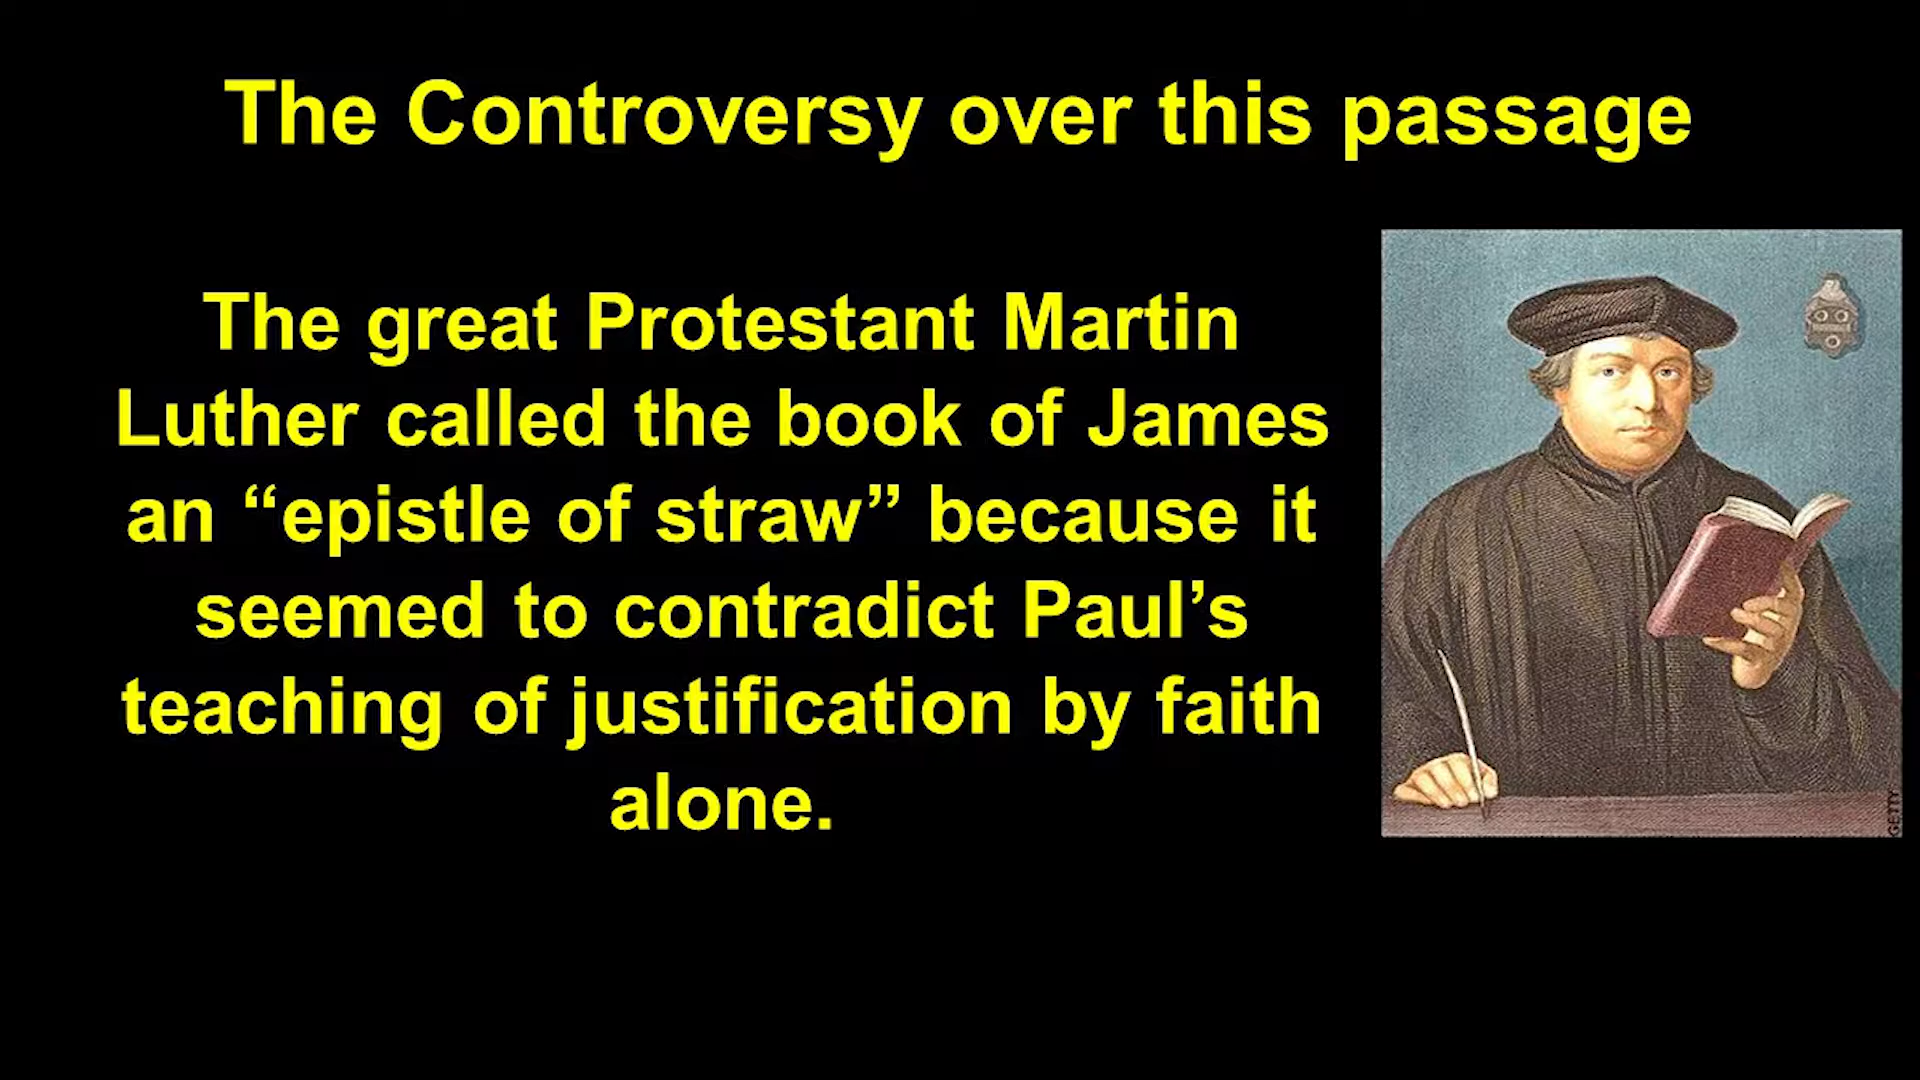 The Controversy over this passage
The great Protestant Martin
Luther called the book of James
an “epistle of straw” because it
seemed to contradict Paul’s
teaching of justification by faith
alone.
GETTY